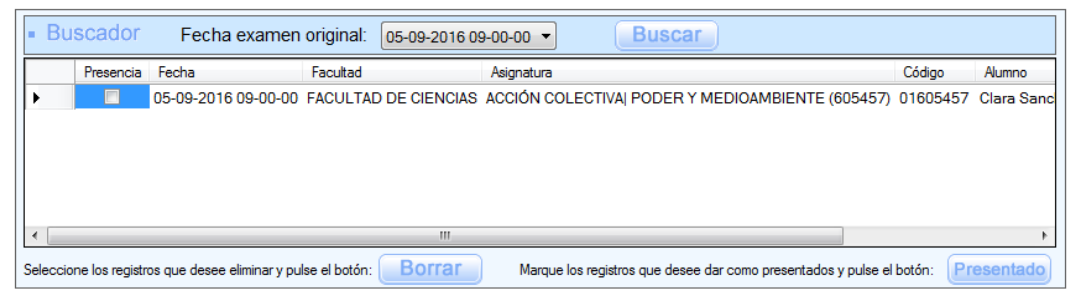 Buscador Fecha examen original: 05-09-2016 09-00-00 Buscar
Presencia Fecha Facultad Asignatura Código Alumno
05-09-2016 09-00-00 FACULTAD DE CIENCIAS ACCIÓN COLECTIVA| PODER Y MEDIOAMBIENTE (605457) 01605457 Clara Sanc
Seleccione los registros que desee eliminar y pulse el botón: Borrar Marque los registros que desee dar como presentados y pulse el botón: Presentado